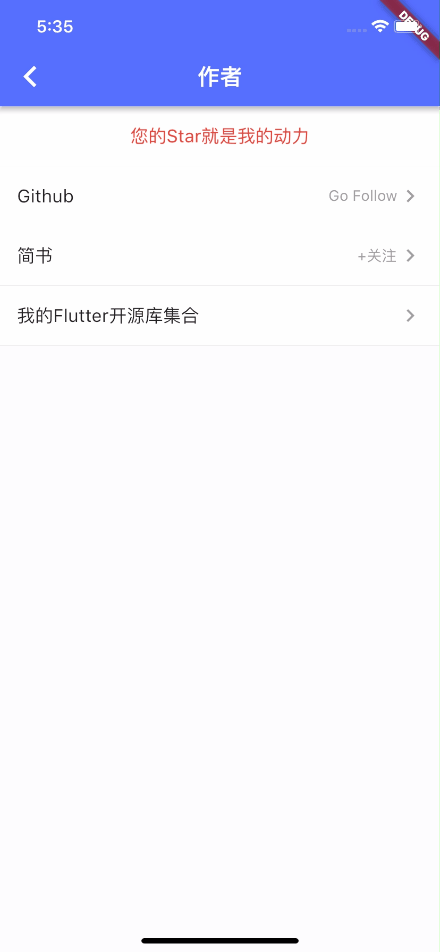 5:35
DEBUG
作者
您的Star就是我的动力
Github
Go Follow
简书
+关注
我的Flutter开源库集合